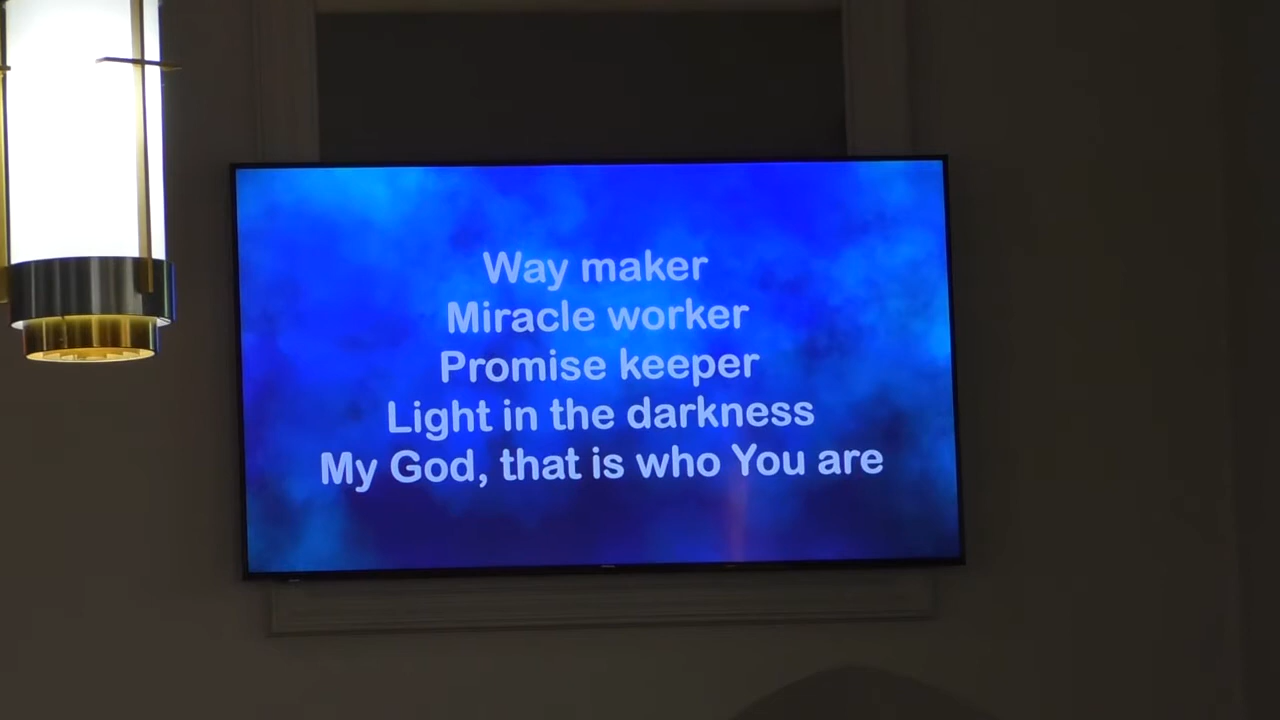 Way maker
Miracle worker
Promise keeper
Light in the darkness
My God, that is who You are